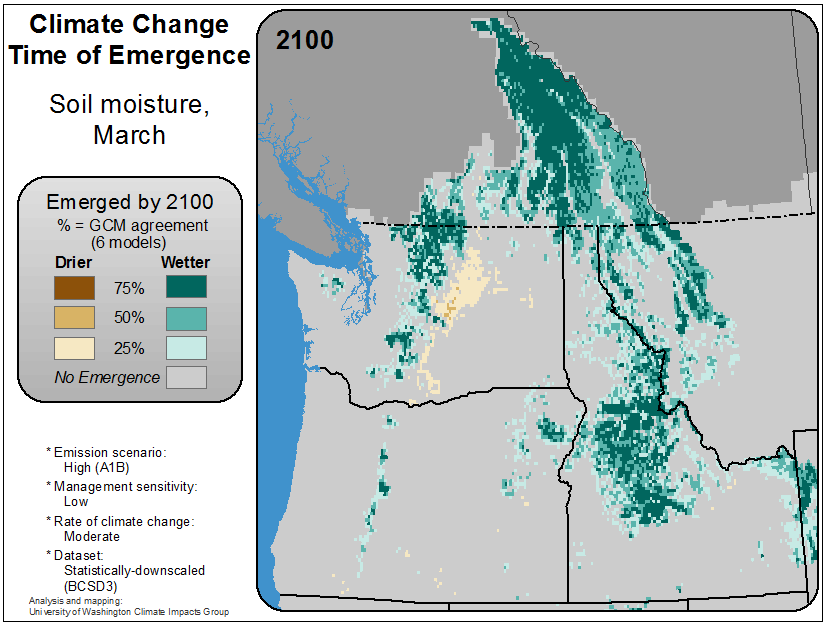 Climate Change
Time of Emergence
Soil moisture,
March
Emerged by 2100
% = GCM agreement
(6 models)
Drier Wetter
75%
50%
25%
No Emergence
* Emission scenario:
High (A1B)
* Management sensitivity:
Low
* Rate of climate change:
Moderate
* Dataset:
Statistically-downscaled
(BCSD3)
Analysis and mapping:
University of Washington Climate Impacts Group
2100